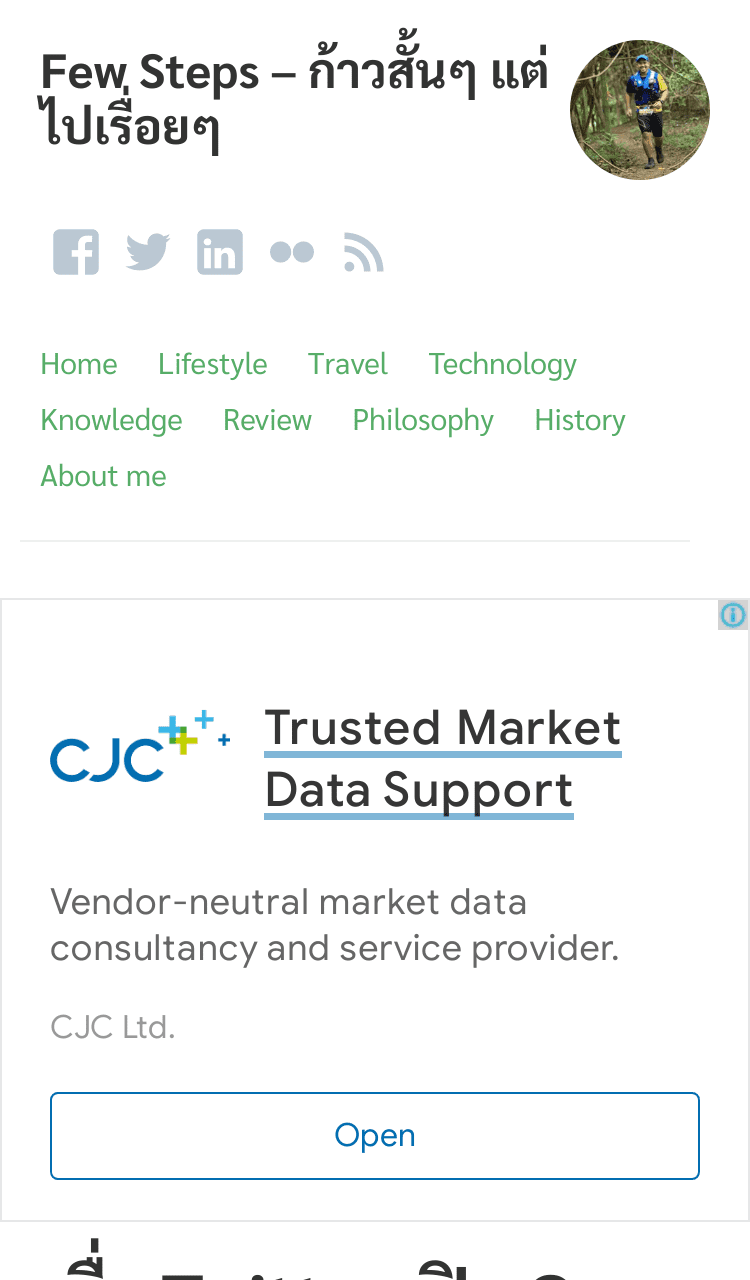 Few Steps – ก้าวสั้นๆ แต่
ไปเรื่อยๆ
Home Lifestyle Travel Technology
Knowledge Review Philosophy History
About me
CJC
Trusted Market
Data Support
Vendor-neutral market data
consultancy and service provider.
CJC Ltd.
Open